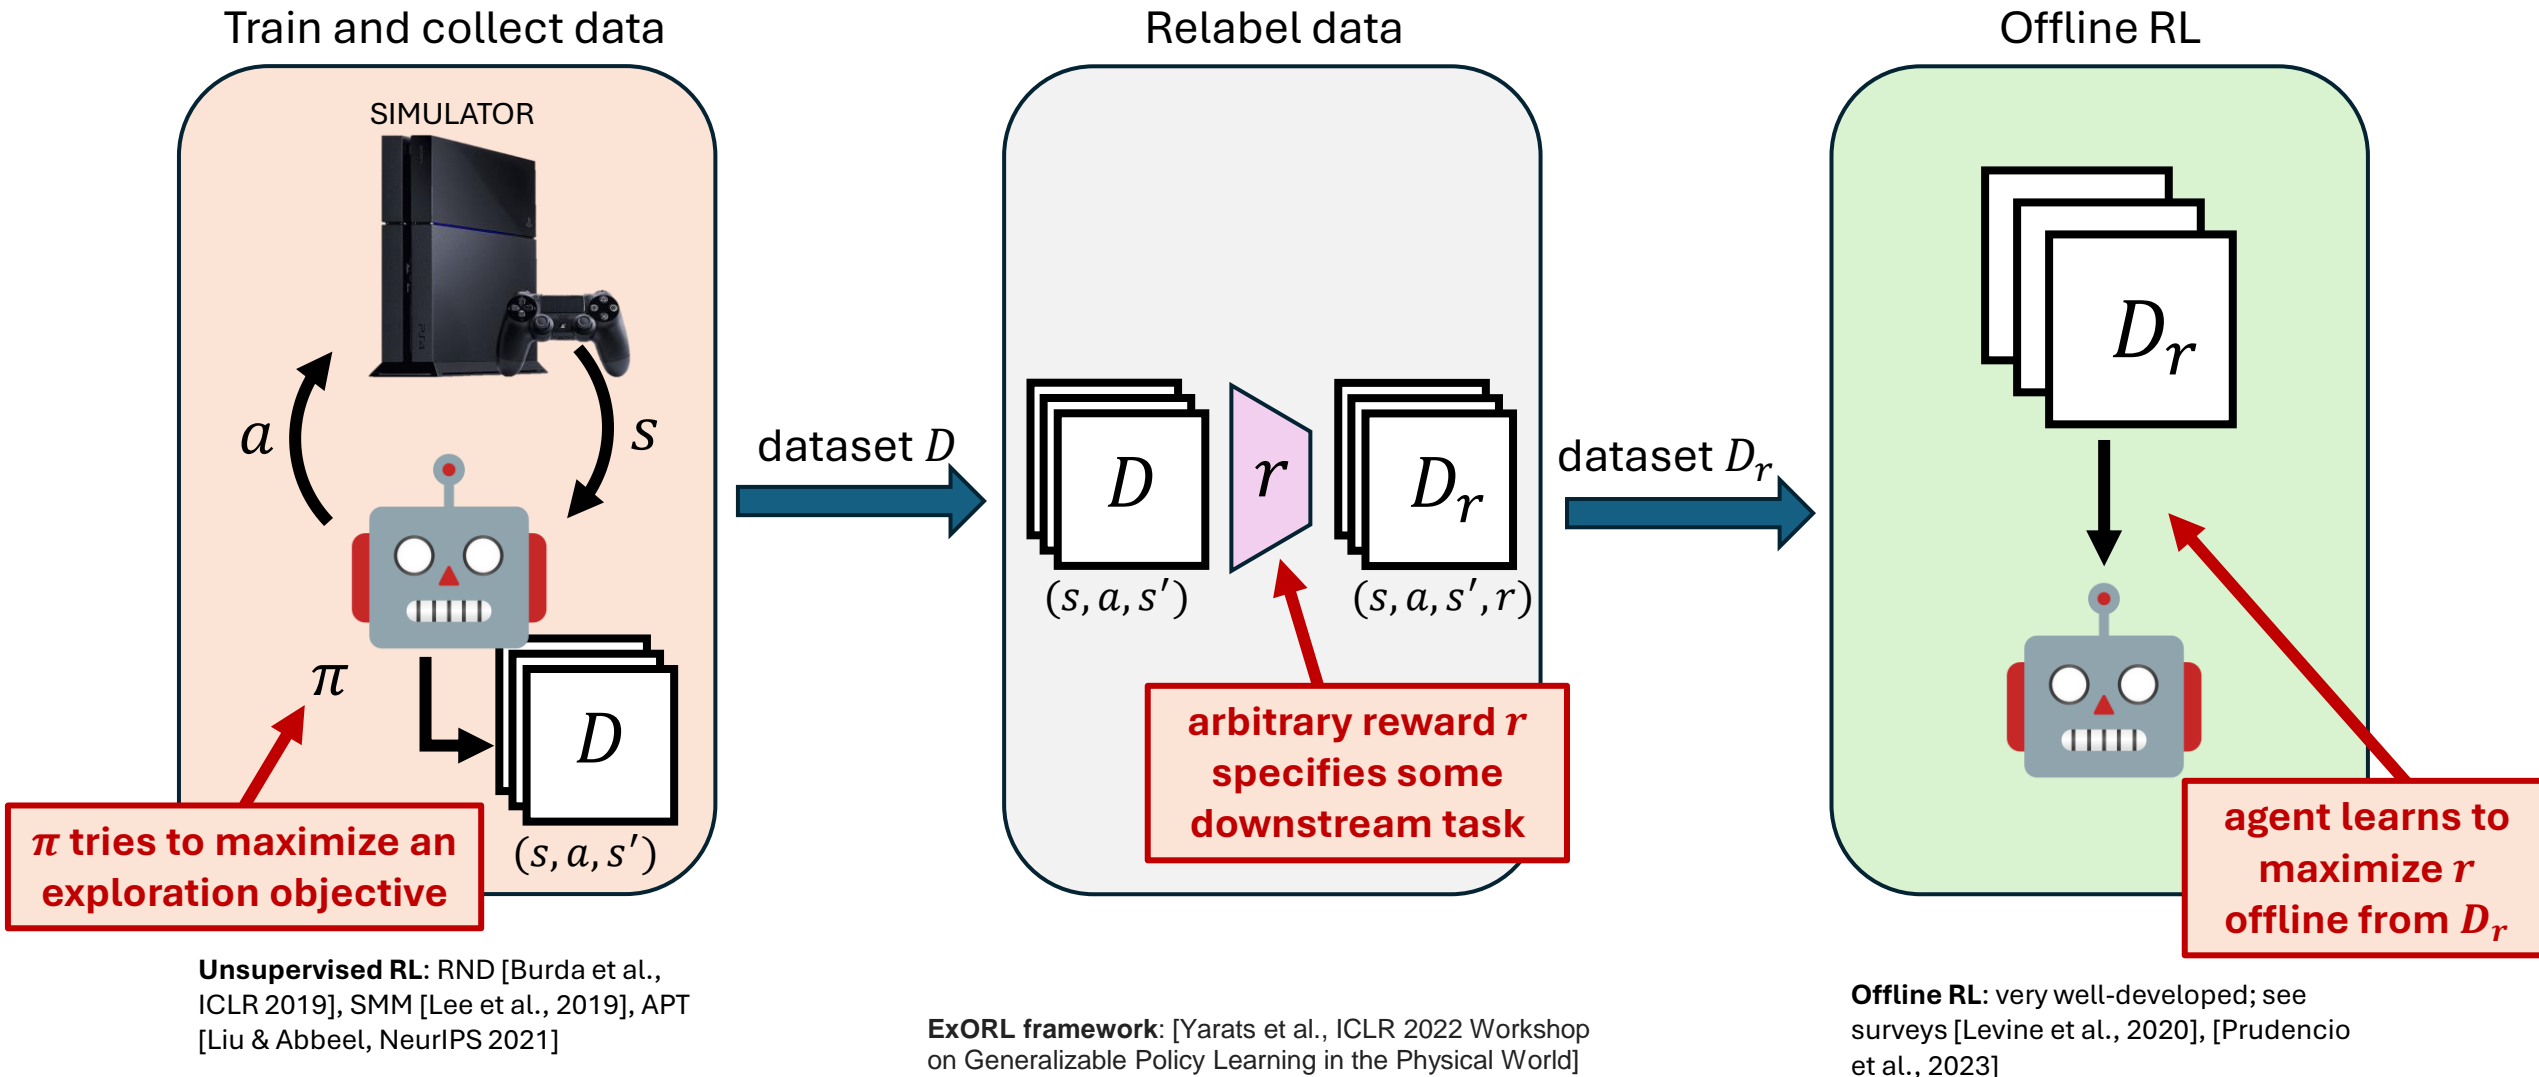 Train and collect data
SIMULATOR
a
s
π
D
(s, a, s′)
π tries to maximize an
exploration objective
Unsupervised RL: RND [Burda et al.,
ICLR 2019], SMM [Lee et al., 2019], APT
[Liu & Abbeel, NeurIPS 2021]
dataset D
Relabel data
D
r
D_r
(s, a, s′)
(s, a, s′, r)
arbitrary reward r
specifies some
downstream task
ExORL framework: [Yarats et al., ICLR 2022 Workshop
on Generalizable Policy Learning in the Physical World]
dataset D_r
Offline RL
D_r
agent learns to
maximize r
offline from D_r
Offline RL: very well-developed; see
surveys [Levine et al., 2020], [Prudencio
et al., 2023]